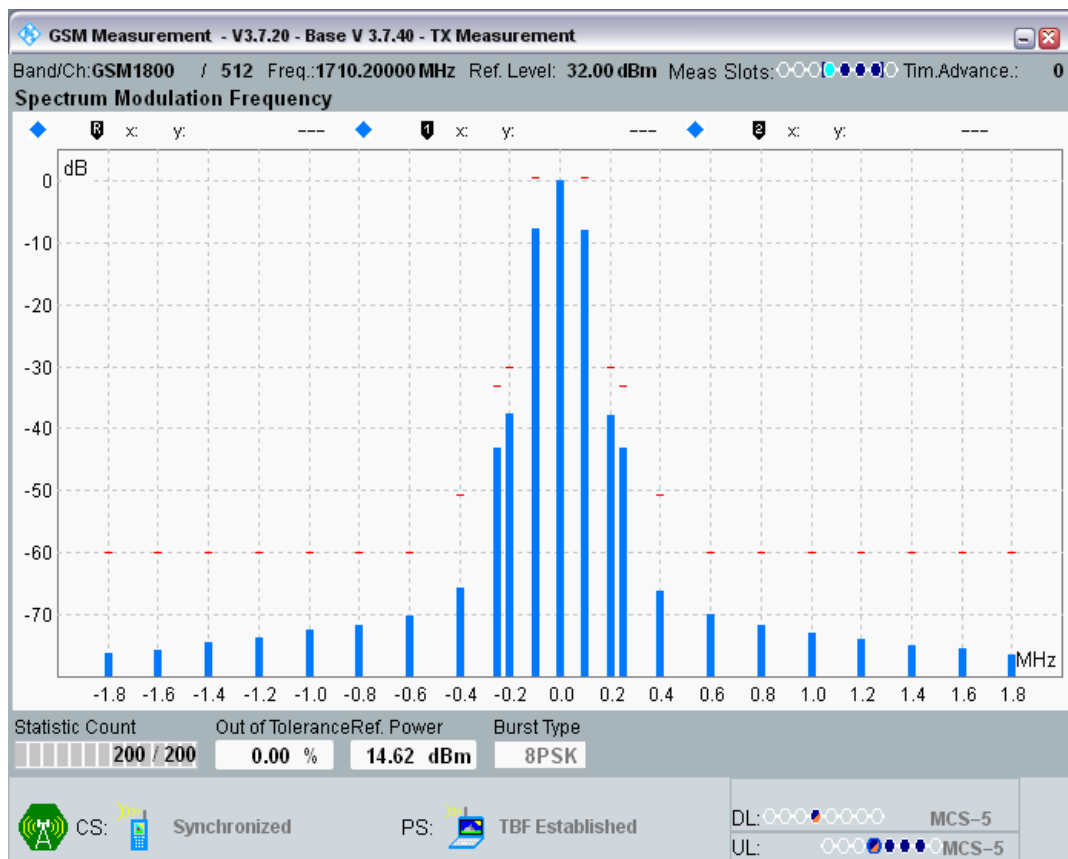 GSM Measurement - V3.7.20 - Base V 3.7.40 - TX Measurement
Band/Ch:GSM1800 / 512 Freq.:1710.20000 MHz Ref. Level: 32.00 dBm Meas Slots: Tim.Advance.: 0
Spectrum Modulation Frequency
R x: y: --- 1 x: y: --- 2 x: y: ---
dB
0
-10
-20
-30
-40
-50
-60
-70
MHz
-1.8 -1.6 -1.4 -1.2 -1.0 -0.8 -0.6 -0.4 -0.2 0.0 0.2 0.4 0.6 0.8 1.0 1.2 1.4 1.6 1.8
Statistic Count Out of Tolerance Ref. Power Burst Type
200 / 200 0.00 % 14.62 dBm 8PSK
CS: Synchronized PS: TBF Established
DL: MCS-5
UL: MCS-5